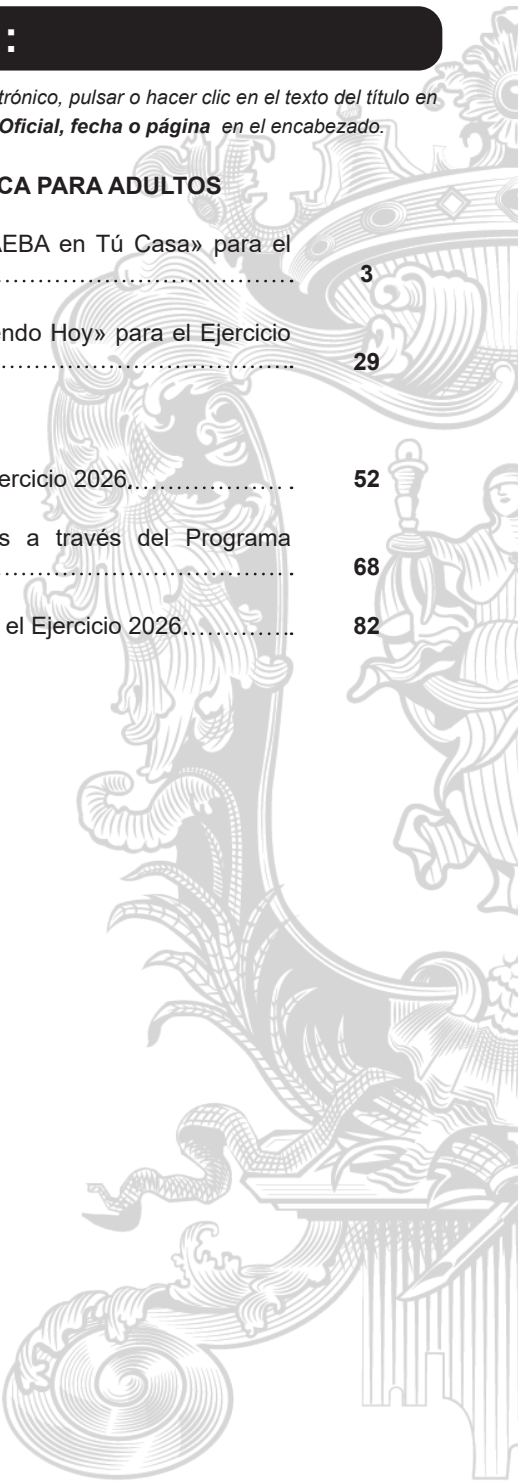 :
trónico, pulsar o hacer clic en el texto del título en
Oficial, fecha o página en el encabezado.
CA PARA ADULTOS
AEBA en Tú Casa» para el
........................................ 3
endo Hoy» para el Ejercicio
........................................ 29
ercicio 2026.................... 52
s a través del Programa
........................................ 68
el Ejercicio 2026.............. 82